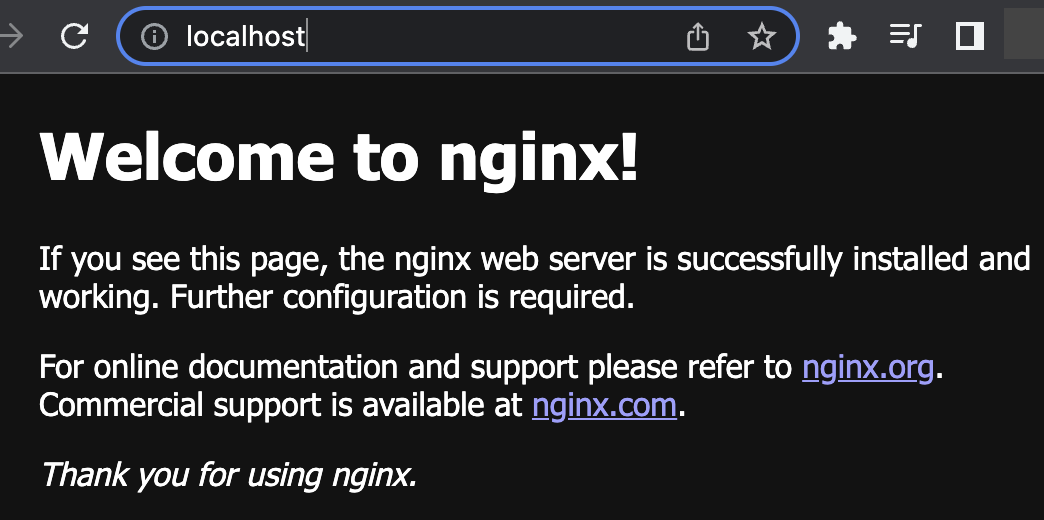 localhost
Welcome to nginx!
If you see this page, the nginx web server is successfully installed and
working. Further configuration is required.
For online documentation and support please refer to nginx.org.
Commercial support is available at nginx.com.
Thank you for using nginx.